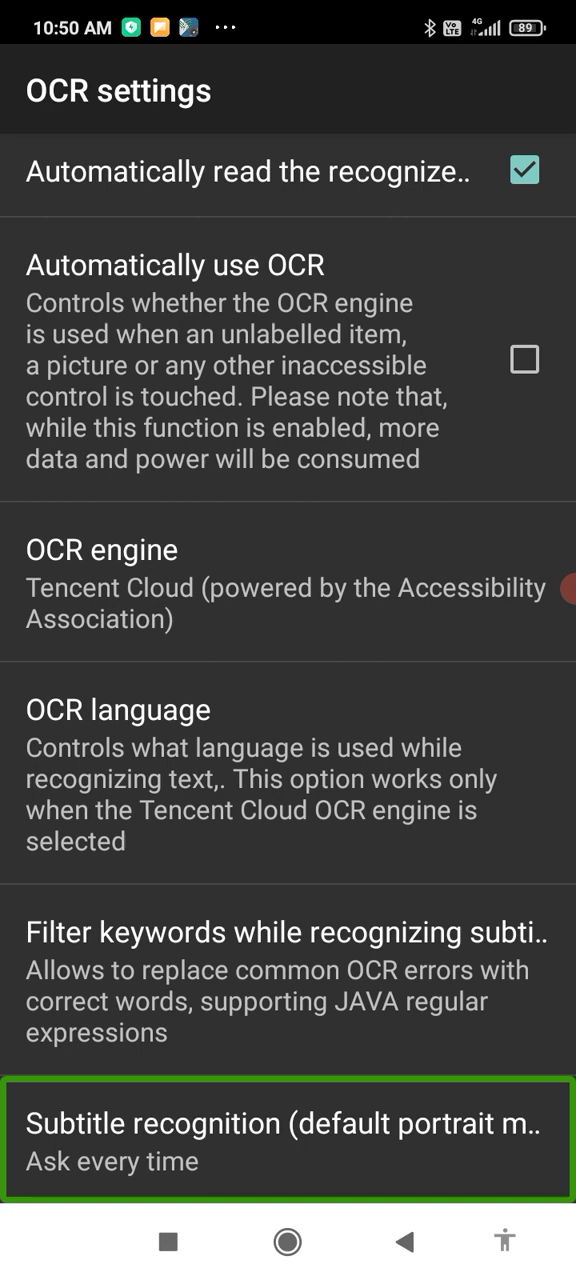 10:50 AM ... Vo LTE 4G 89
OCR settings
Automatically read the recognize..
Automatically use OCR
Controls whether the OCR engine
is used when an unlabelled item,
a picture or any other inaccessible
control is touched. Please note that,
while this function is enabled, more
data and power will be consumed
OCR engine
Tencent Cloud (powered by the Accessibility
Association)
OCR language
Controls what language is used while
recognizing text,. This option works only
when the Tencent Cloud OCR engine is
selected
Filter keywords while recognizing subti..
Allows to replace common OCR errors with
correct words, supporting JAVA regular
expressions
Subtitle recognition (default portrait m..
Ask every time